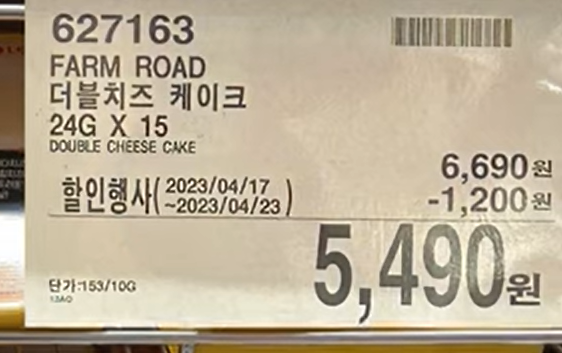 627163
FARM ROAD
더블치즈 케이크
24G X 15
DOUBLE CHEESE CAKE
6,690원
할인행사( 2023/04/17
~2023/04/23 )
-1,200원
5,490원
단가:153/10G
13AO